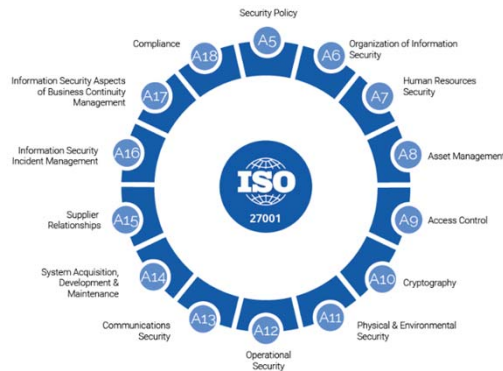 A5
Security Policy
A6
Organization of Information
Security
A7
Human Resources
Security
A8
Asset Management
A9
Access Control
A10
Cryptography
A11
Physical & Environmental
Security
A12
Operational
Security
A13
Communications
Security
A14
System Acquisition,
Development &
Maintenance
A15
Supplier
Relationships
A16
Information Security
Incident Management
A17
Information Security Aspects
of Business Continuity
Management
A18
Compliance
ISO
27001